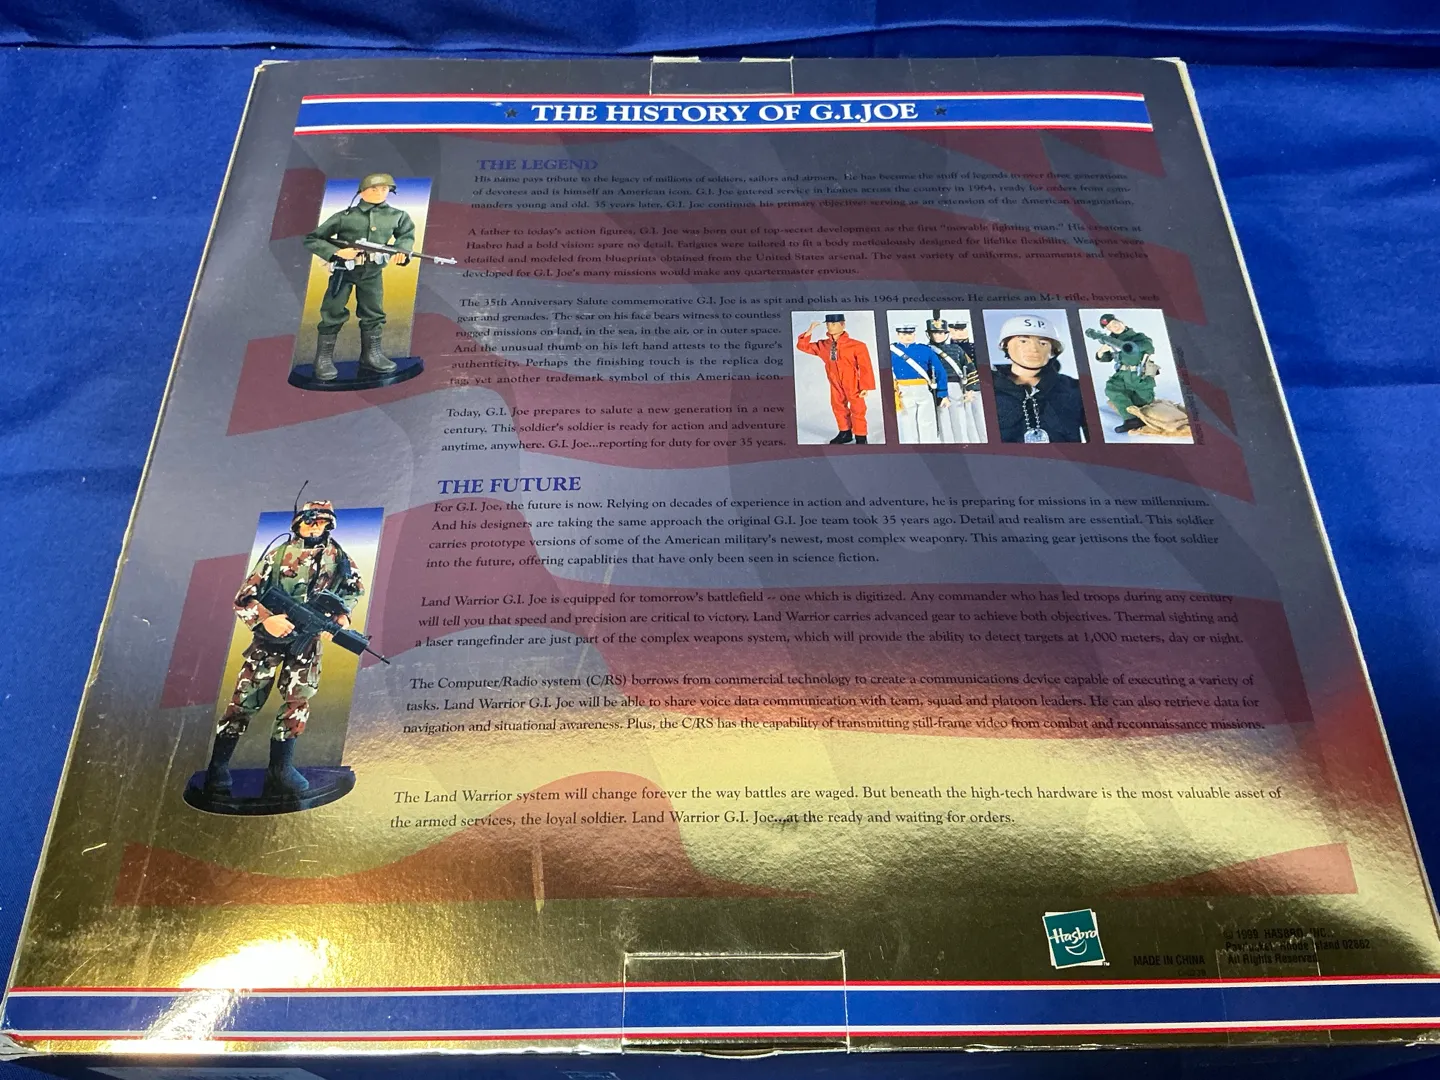 THE HISTORY OF G.I.JOE
THE LEGEND
His name pays tribute to the legacy of millions of soldiers, sailors and airmen. He has become the stuff of legends to over three generations
of devotees and is himself an American icon. G.I. Joe entered service in homes across the country in 1964, ready for orders from com-
manders young and old. 35 years later, G.I. Joe continues his primary objective: serving as an extension of the American imagination.
A father to today's action figures, G.I. Joe was born out of top-secret development as the first "movable fighting man." His creators at
Hasbro had a bold vision: spare no detail. Fatigues were tailored to fit a body meticulously designed for lifelike flexibility. Weapons were
detailed and modeled from blueprints obtained from the United States arsenal. The vast variety of uniforms, armaments and vehicles
developed for G.I. Joe's many missions would make any quartermaster envious.
The 35th Anniversary Salute commemorative G.I. Joe is as spit and polish as his 1964 predecessor. He carries an M-1 rifle, bayonet, web
gear and grenades. The scar on his face bears witness to countless
rugged missions on land, in the sea, in the air, or in outer space.
And the unusual thumb on his left hand attests to the figure's
authenticity. Perhaps the finishing touch is the replica dog
tag, yet another trademark symbol of this American icon.
Today, G.I. Joe prepares to salute a new generation in a new
century. This soldier's soldier is ready for action and adventure
anytime, anywhere. G.I. Joe...reporting for duty for over 35 years.
S.P.
THE FUTURE
For G.I. Joe, the future is now. Relying on decades of experience in action and adventure, he is preparing for missions in a new millennium.
And his designers are taking the same approach the original G.I. Joe team took 35 years ago. Detail and realism are essential. This soldier
carries prototype versions of some of the American military's newest, most complex weaponry. This amazing gear jettisons the foot soldier
into the future, offering capablities that have only been seen in science fiction.
Land Warrior G.I. Joe is equipped for tomorrow's battlefield -- one which is digitized. Any commander who has led troops during any century
will tell you that speed and precision are critical to victory. Land Warrior carries advanced gear to achieve both objectives. Thermal sighting and
a laser rangefinder are just part of the complex weapons system, which will provide the ability to detect targets at 1,000 meters, day or night.
The Computer/Radio system (C/RS) borrows from commercial technology to create a communications device capable of executing a variety of
tasks. Land Warrior G.I. Joe will be able to share voice data communication with team, squad and platoon leaders. He can also retrieve data for
navigation and situational awareness. Plus, the C/RS has the capability of transmitting still-frame video from combat and reconnaissance missions.
The Land Warrior system will change forever the way battles are waged. But beneath the high-tech hardware is the most valuable asset of
the armed services, the loyal soldier. Land Warrior G.I. Joe...at the ready and waiting for orders.
Hasbro
MADE IN CHINA
© 1999 HASBRO, INC.
Pawtucket, Rhode Island 02862
All Rights Reserved